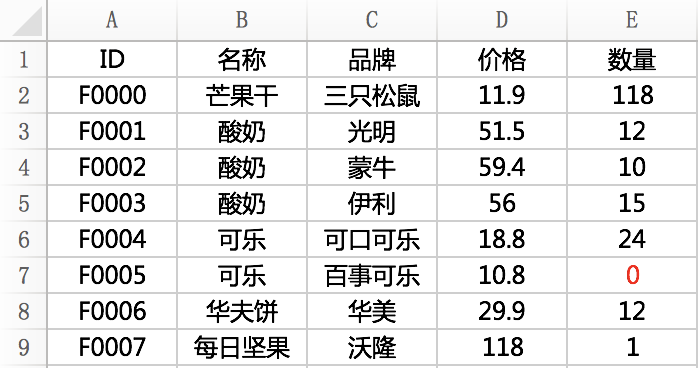 A B C D E
1 ID 名称 品牌 价格 数量
2 F0000 芒果干 三只松鼠 11.9 118
3 F0001 酸奶 光明 51.5 12
4 F0002 酸奶 蒙牛 59.4 10
5 F0003 酸奶 伊利 56 15
6 F0004 可乐 可口可乐 18.8 24
7 F0005 可乐 百事可乐 10.8 0
8 F0006 华夫饼 华美 29.9 12
9 F0007 每日坚果 沃隆 118 1